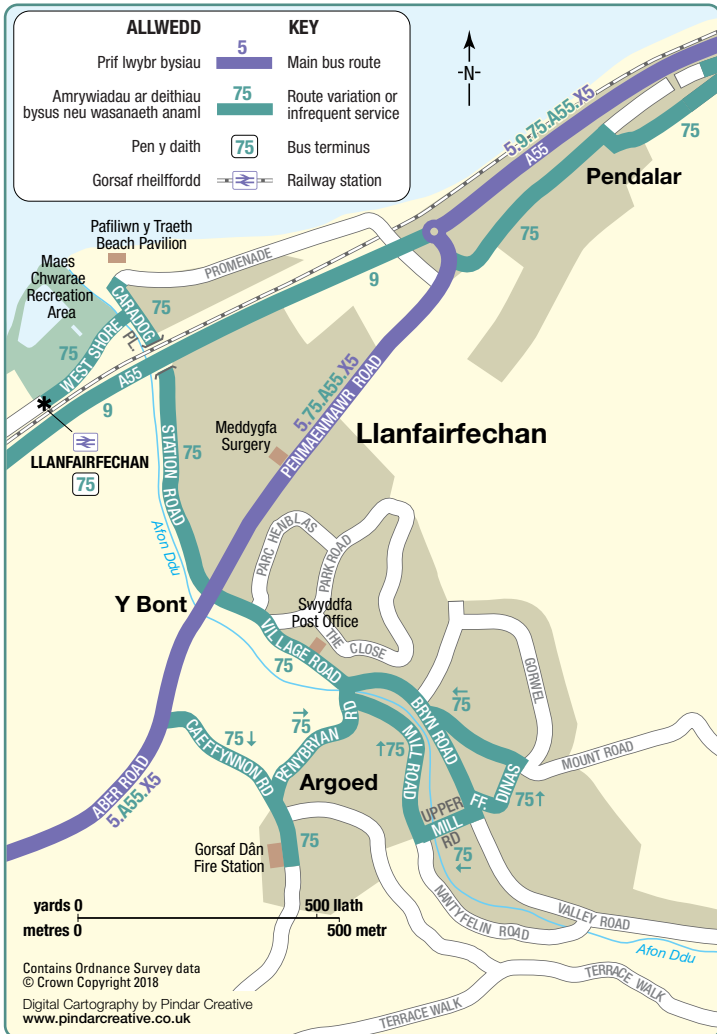 ALLWEDD KEY
Prif lwybr bysiau 5 Main bus route
Amrywiadau ar deithiau
bysus neu wasanaeth anaml
75
Route variation or
infrequent service
Pen y daith 75 Bus terminus
Gorsaf rheilffordd Railway station
-N-
5.9.75.A55.X5
A55
75
Pendalar
75
Pafiliwn y Traeth
Beach Pavilion
PROMENADE
Maes
Chwarae
Recreation
Area
CARADOG
PL.
75
9
75
WEST SHORE
A55
9
*
LLANFAIRFECHAN
75
STATION ROAD
75
Afon Ddu
Meddygfa
Surgery
5.75.A55.X5
PENMAENMAWR ROAD
Llanfairfechan
PARC HENBLAS
PARK ROAD
Y Bont
Swyddfa
Post Office
THE CLOSE
VILLAGE ROAD
75
GORWEL
MOUNT ROAD
←
75
BRYN ROAD
→
75
RD
PENYBRYAN
75↓
CAEFFYNNON RD
↑75
MILL ROAD
Argoed
DINAS
FF.
75↑
UPPER
MILL
RD
75
←
ABER ROAD
5.A55.X5
Gorsaf Dân
Fire Station
75
NANTYFELIN ROAD
VALLEY ROAD
Afon Ddu
TERRACE WALK
TERRACE WALK
yards 0 500 llath
metres 0 500 metr
Contains Ordnance Survey data
© Crown Copyright 2018
Digital Cartography by Pindar Creative
www.pindarcreative.co.uk